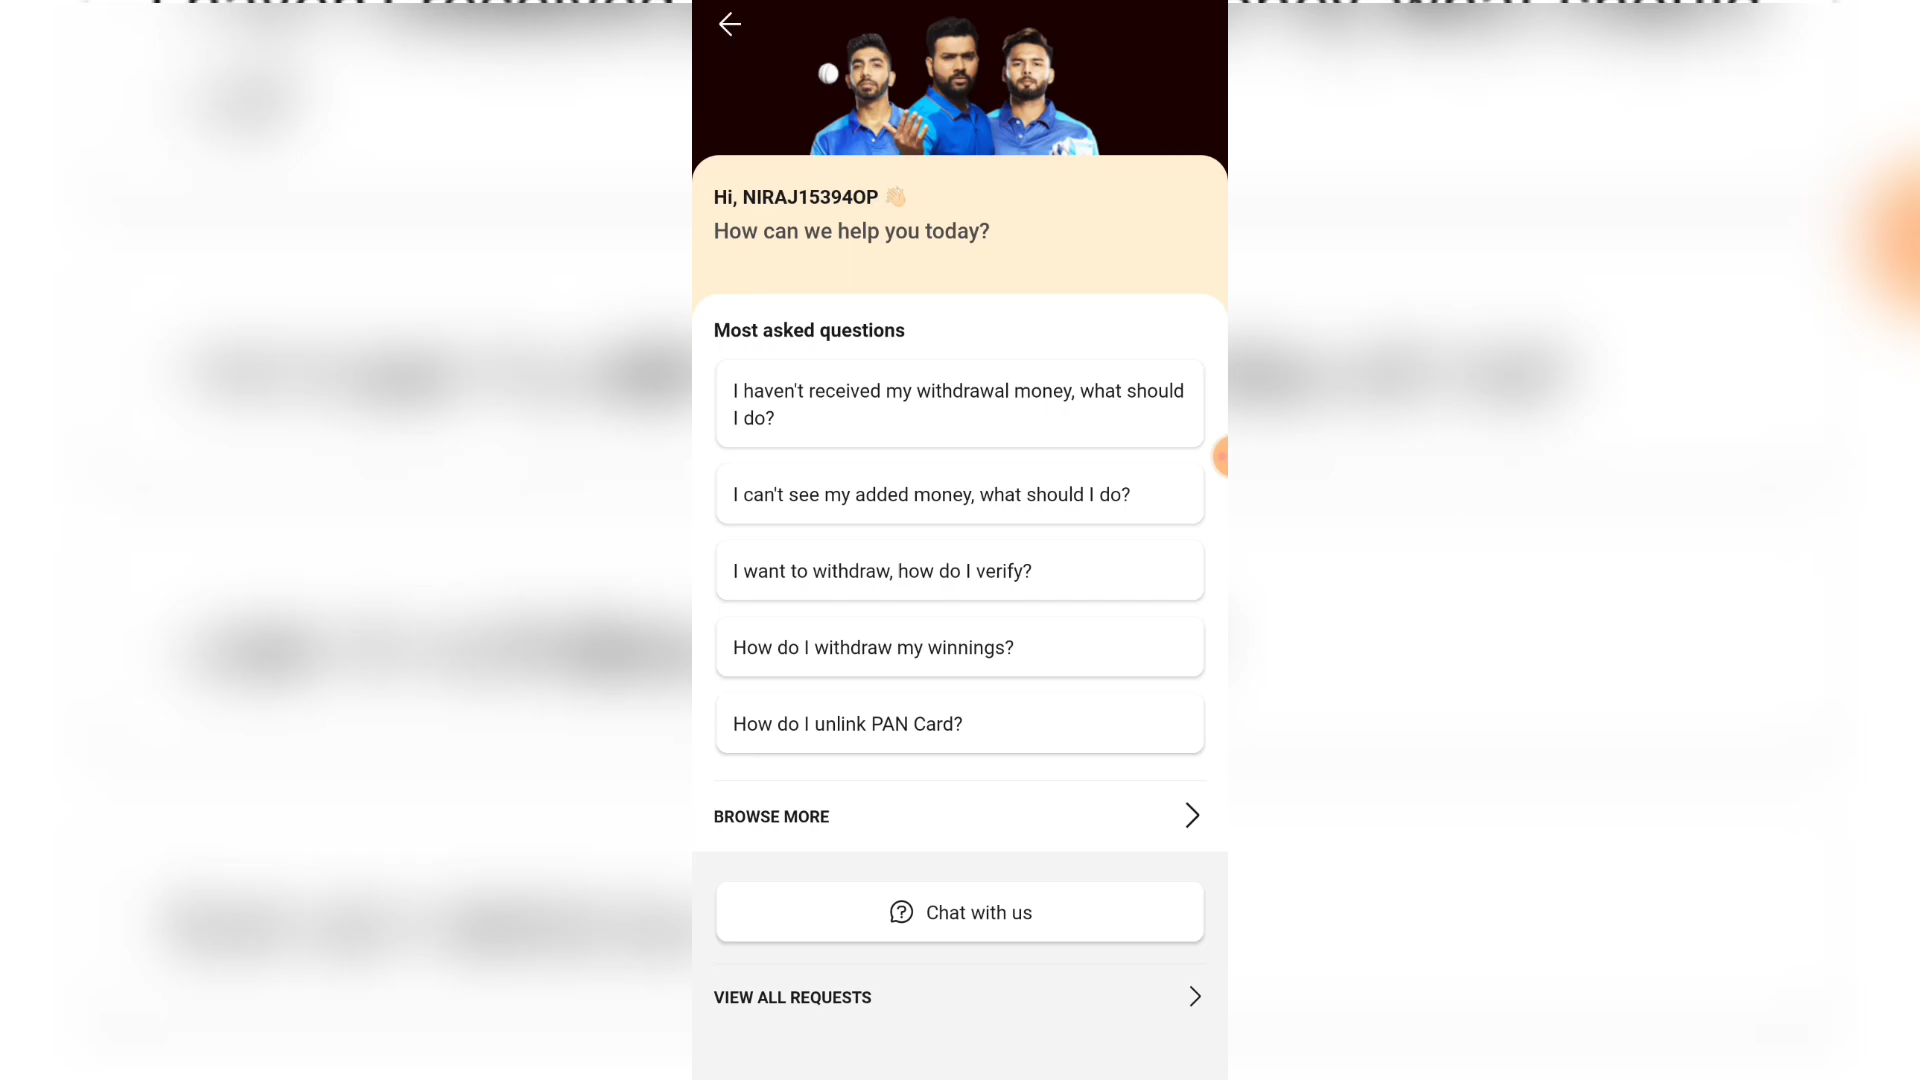 Hi, NIRAJ15394OP 👋🏻
How can we help you today?
Most asked questions
I haven't received my withdrawal money, what should
I do?
I can't see my added money, what should I do?
I want to withdraw, how do I verify?
How do I withdraw my winnings?
How do I unlink PAN Card?
BROWSE MORE
Chat with us
VIEW ALL REQUESTS